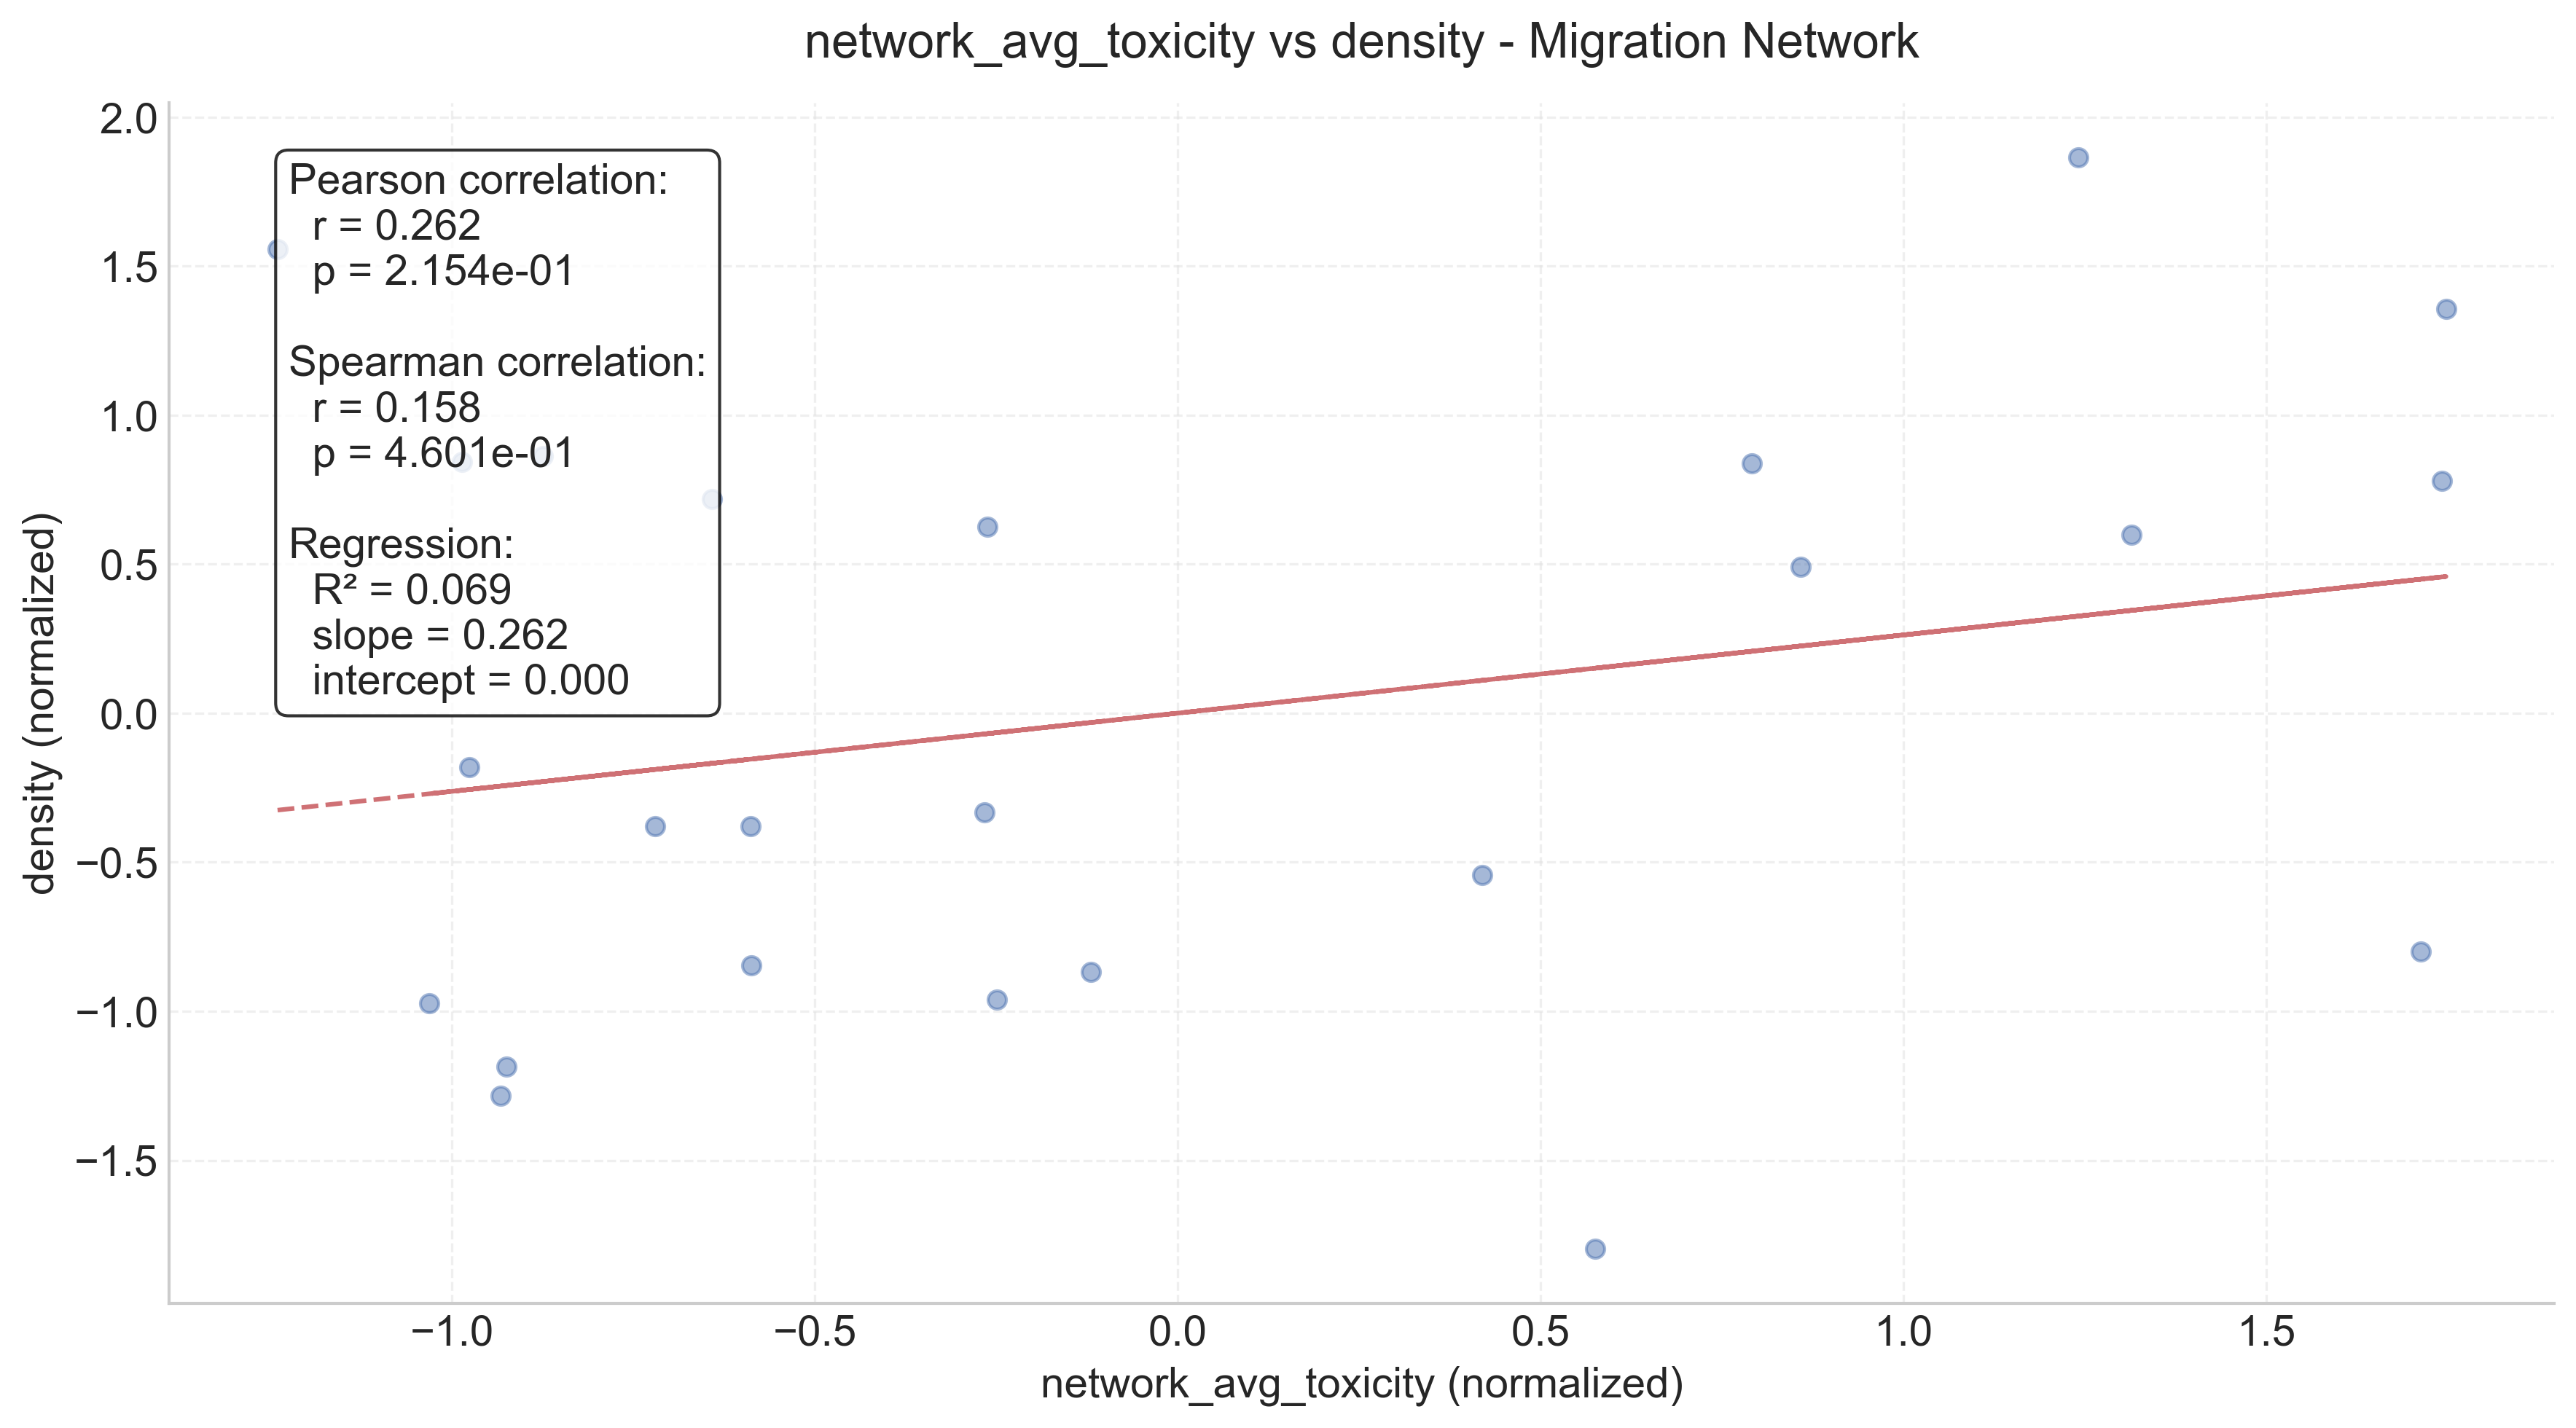 network_avg_toxicity vs density - Migration Network
2.0
1.5
1.0
0.5
0.0
−0.5
−1.0
−1.5
density (normalized)
Pearson correlation:
r = 0.262
p = 2.154e-01
Spearman correlation:
r = 0.158
p = 4.601e-01
Regression:
R² = 0.069
slope = 0.262
intercept = 0.000
−1.0 −0.5 0.0 0.5 1.0 1.5
network_avg_toxicity (normalized)